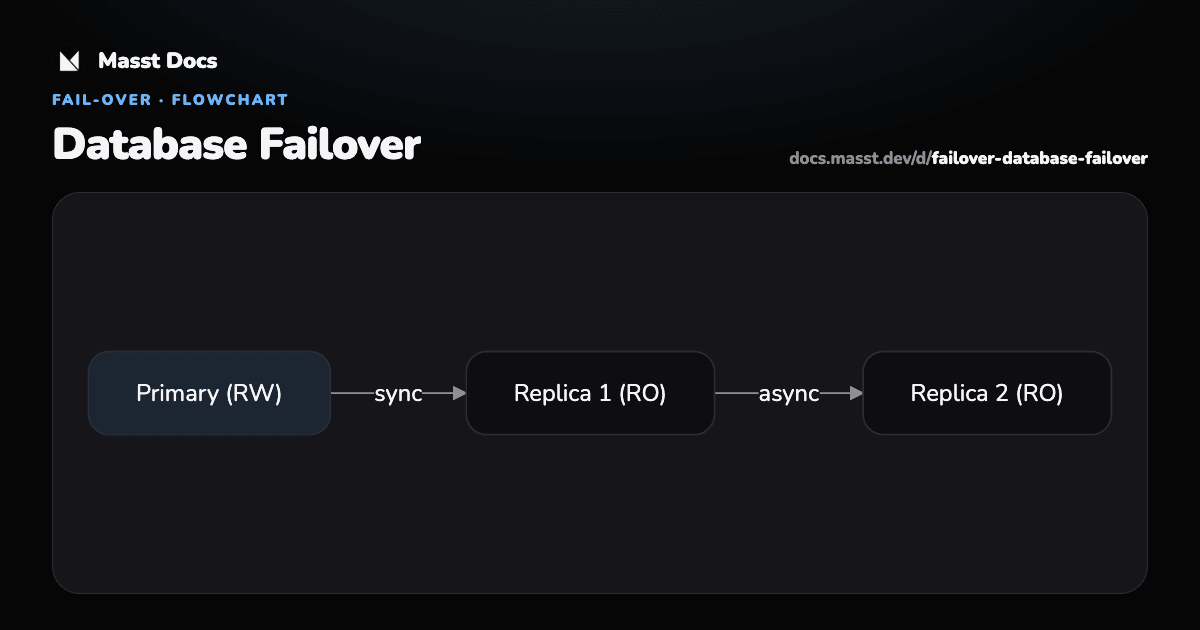 Masst Docs
FAIL-OVER · FLOWCHART
Database Failover
docs.masst.dev/d/failover-database-failover
Primary (RW)
sync
Replica 1 (RO)
async
Replica 2 (RO)